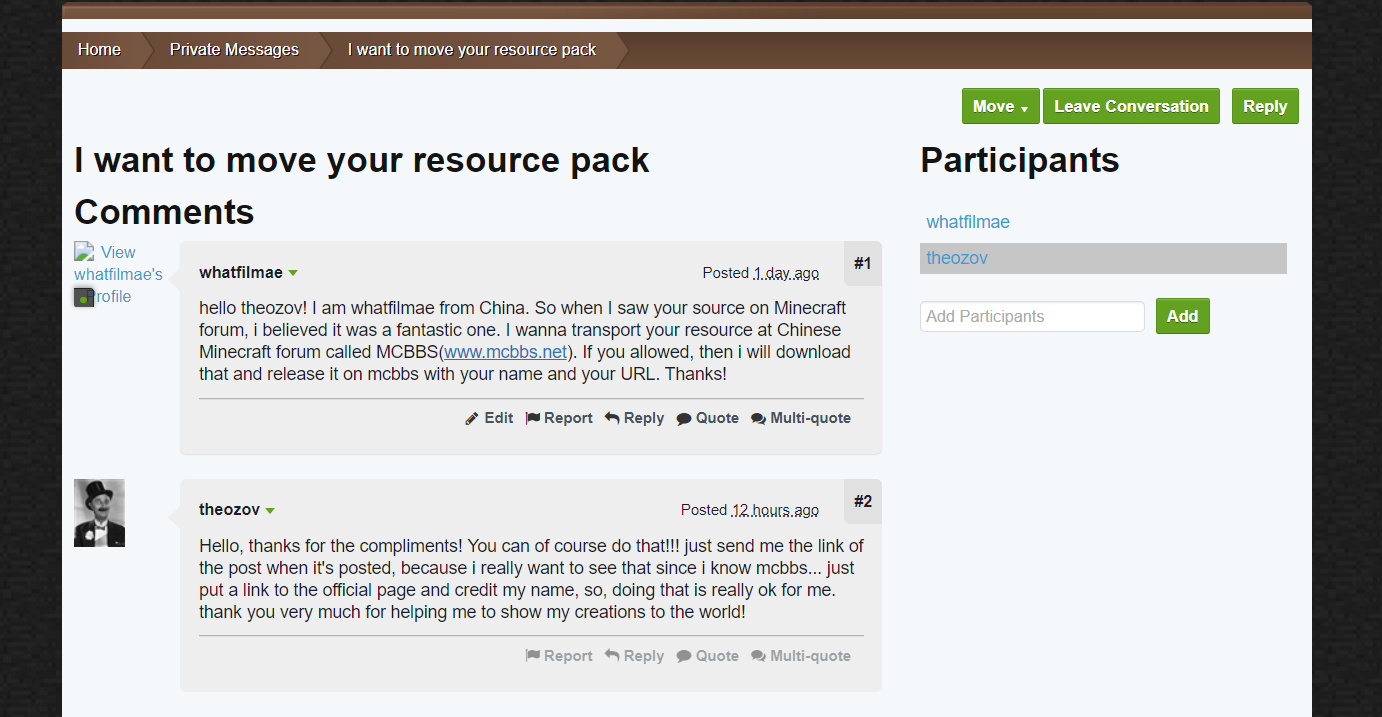 Home Private Messages I want to move your resource pack
Move Leave Conversation Reply
I want to move your resource pack
Comments
View
whatfilmae's
Profile
whatfilmae Posted 1 day ago #1
hello theozov! I am whatfilmae from China. So when I saw your source on Minecraft
forum, i believed it was a fantastic one. I wanna transport your resource at Chinese
Minecraft forum called MCBBS(www.mcbbs.net). If you allowed, then i will download
that and release it on mcbbs with your name and your URL. Thanks!
Edit Report Reply Quote Multi-quote
theozov Posted 12 hours ago #2
Hello, thanks for the compliments! You can of course do that!!! just send me the link of
the post when it's posted, because i really want to see that since i know mcbbs... just
put a link to the official page and credit my name, so, doing that is really ok for me.
thank you very much for helping me to show my creations to the world!
Report Reply Quote Multi-quote
Participants
whatfilmae
theozov
Add Participants Add